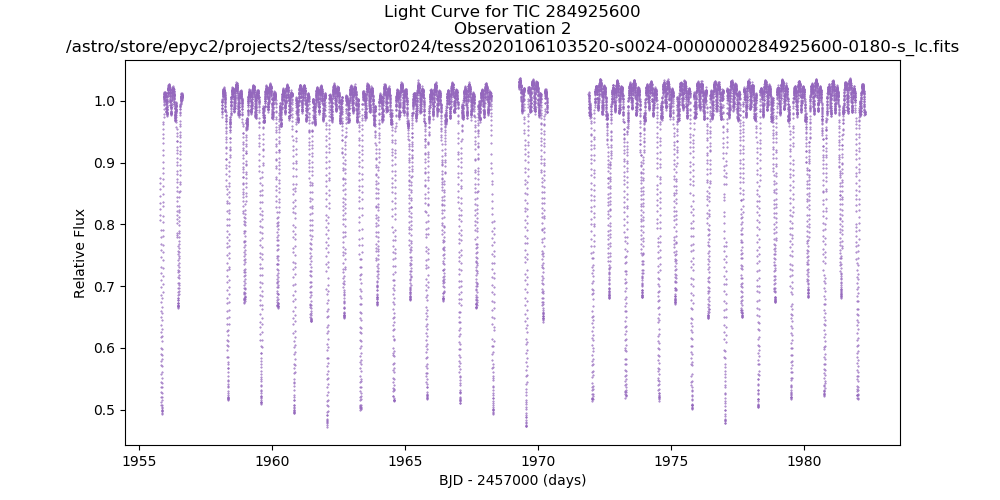 Light Curve for TIC 284925600
Observation 2
/astro/store/epyc2/projects2/tess/sector024/tess2020106103520-s0024-0000000284925600-0180-s_lc.fits
1.0
0.9
0.8
0.7
0.6
0.5
Relative Flux
1955 1960 1965 1970 1975 1980
BJD - 2457000 (days)